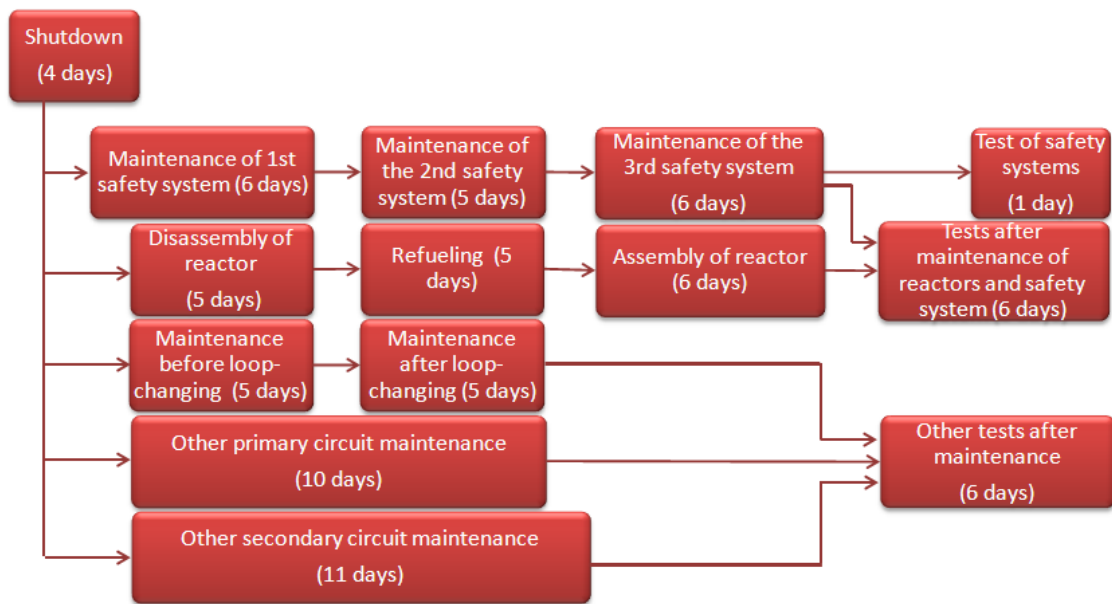 Shutdown
(4 days)
Maintenance of 1st
safety system (6 days)
Maintenance of
the 2nd safety
system (5 days)
Maintenance of the
3rd safety system
(6 days)
Test of safety
systems
(1 day)
Disassembly of
reactor
(5 days)
Refueling (5
days)
Assembly of reactor
(6 days)
Tests after
maintenance of
reactors and safety
system (6 days)
Maintenance
before loop-
changing (5 days)
Maintenance
after loop-
changing (5 days)
Other primary circuit maintenance
(10 days)
Other tests after
maintenance
(6 days)
Other secondary circuit maintenance
(11 days)